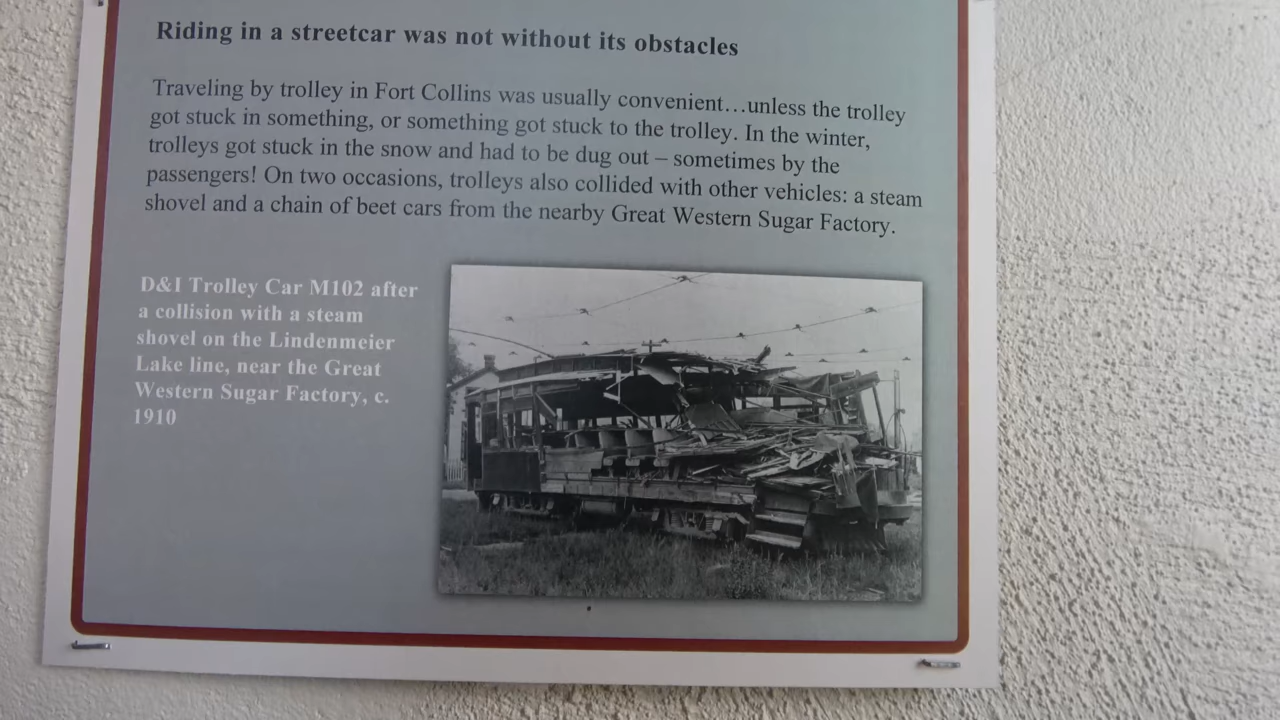 Riding in a streetcar was not without its obstacles
Traveling by trolley in Fort Collins was usually convenient…unless the trolley
got stuck in something, or something got stuck to the trolley. In the winter,
trolleys got stuck in the snow and had to be dug out – sometimes by the
passengers! On two occasions, trolleys also collided with other vehicles: a steam
shovel and a chain of beet cars from the nearby Great Western Sugar Factory.
D&I Trolley Car M102 after
a collision with a steam
shovel on the Lindenmeier
Lake line, near the Great
Western Sugar Factory, c.
1910